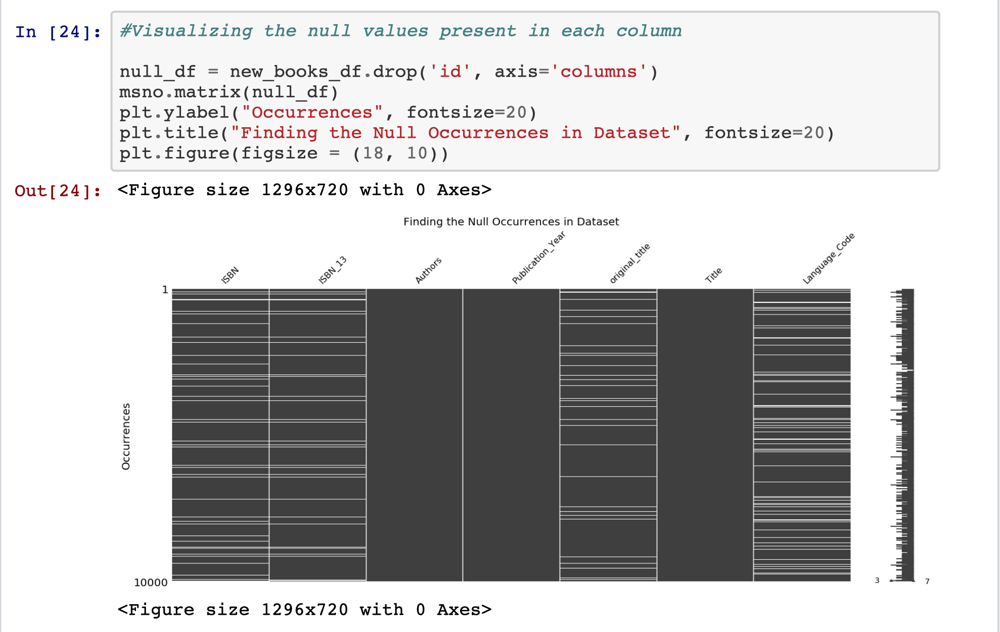 In [24]:
#Visualizing the null values present in each column
null_df = new_books_df.drop('id', axis='columns')
msno.matrix(null_df)
plt.ylabel("Occurrences", fontsize=20)
plt.title("Finding the Null Occurrences in Dataset", fontsize=20)
plt.figure(figsize = (18, 10))
Out[24]: <Figure size 1296x720 with 0 Axes>
Finding the Null Occurrences in Dataset
ISBN ISBN_13 Authors Publication_Year original_title Title Language_Code
1
Occurrences
10000
3 7
<Figure size 1296x720 with 0 Axes>